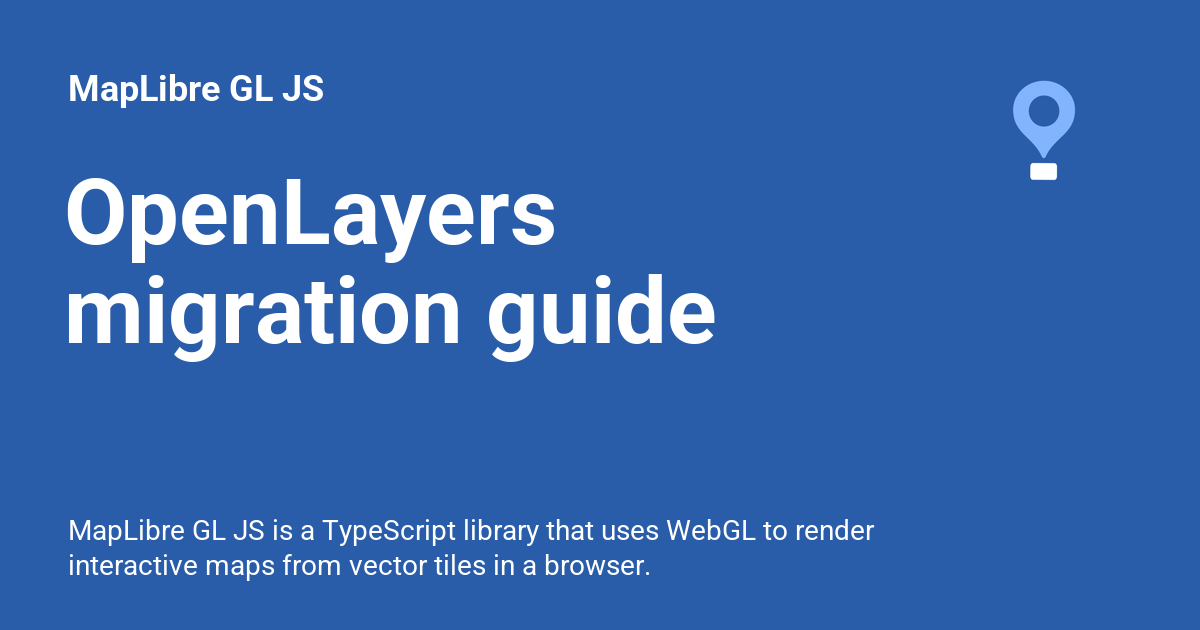 MapLibre GL JS
OpenLayers
migration guide
MapLibre GL JS is a TypeScript library that uses WebGL to render
interactive maps from vector tiles in a browser.